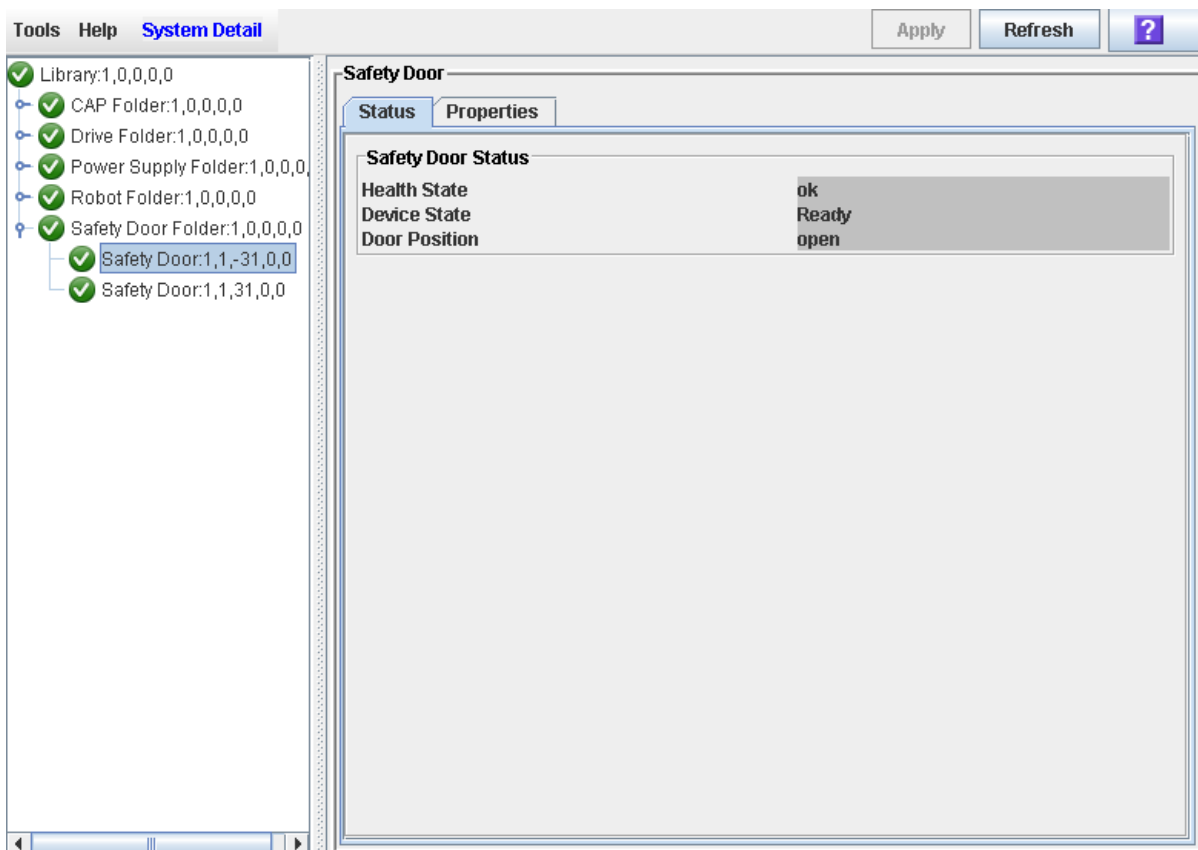 Tools Help System Detail Apply Refresh ?
Library:1,0,0,0,0
CAP Folder:1,0,0,0,0
Drive Folder:1,0,0,0,0
Power Supply Folder:1,0,0,0,
Robot Folder:1,0,0,0,0
Safety Door Folder:1,0,0,0,0
Safety Door:1,1,-31,0,0
Safety Door:1,1,31,0,0
Safety Door
Status Properties
Safety Door Status
Health State ok
Device State Ready
Door Position open